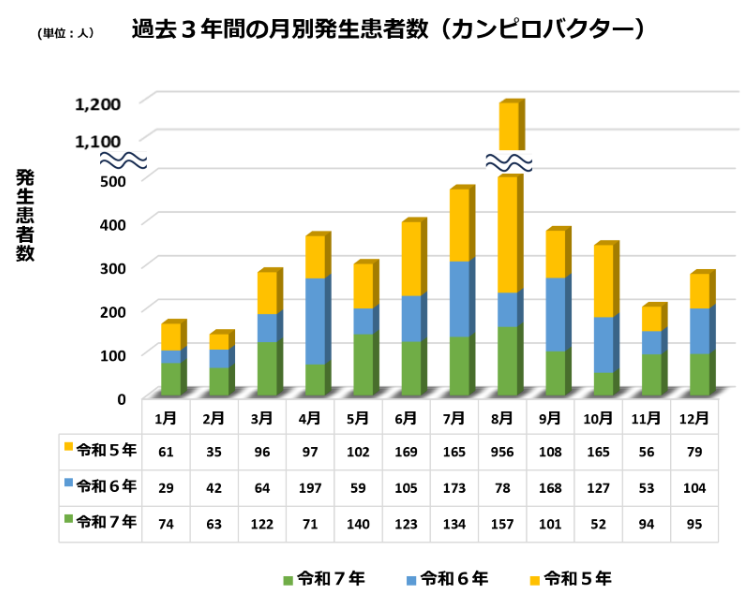 (単位：人） 過去３年間の月別発生患者数（カンピロバクター）
1,200
1,100
500
400
300
200
100
0
発生患者数
1月 2月 3月 4月 5月 6月 7月 8月 9月 10月 11月 12月
令和５年 61 35 96 97 102 169 165 956 108 165 56 79
令和６年 29 42 64 197 59 105 173 78 168 127 53 104
令和７年 74 63 122 71 140 123 134 157 101 52 94 95
令和７年 令和６年 令和５年